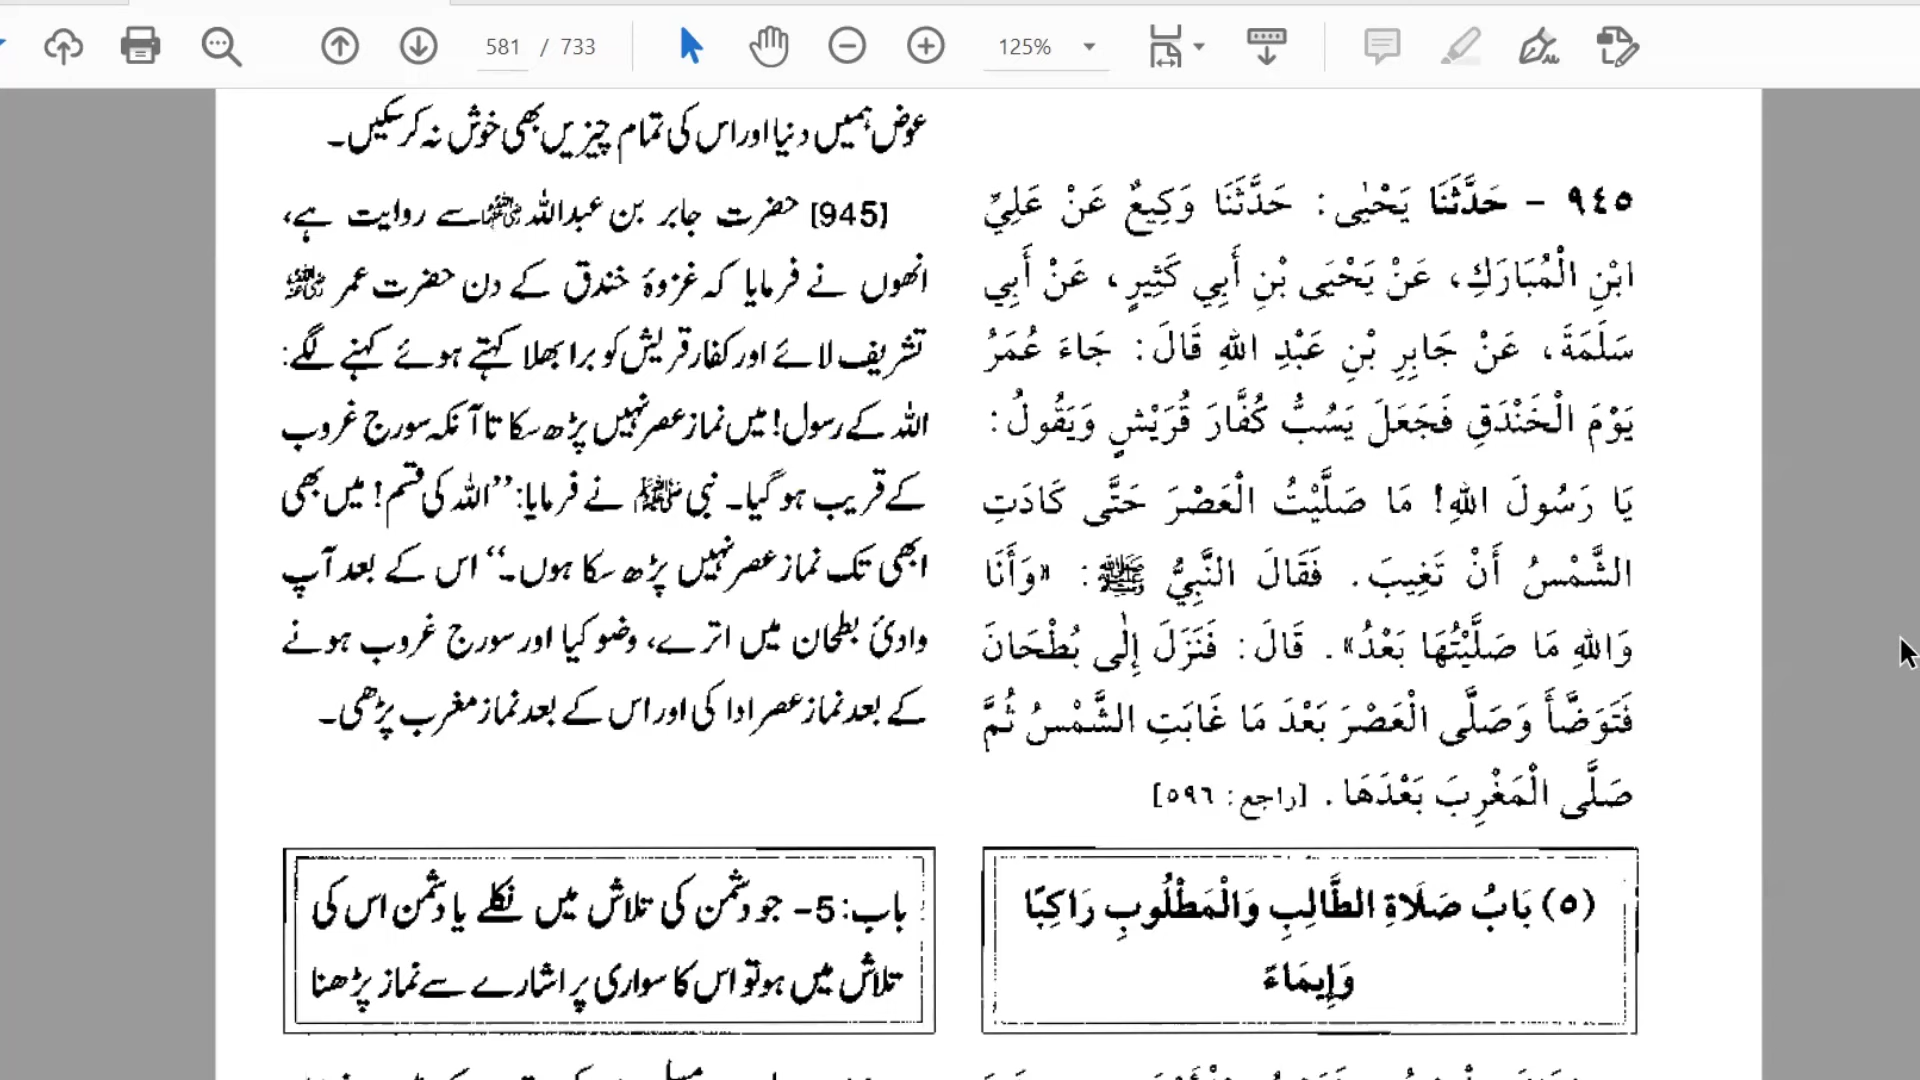 581 / 733
125%
عوض ہمیں دنیا اور اس کی تمام چیزیں بھی خوش نہ کر سکیں۔
٩٤٥ - حَدَّثَنَا يَحْيٰى: حَدَّثَنَا وَكِيعٌ عَنْ عَلِيِّ
ابْنِ الْمُبَارَكِ، عَنْ يَحْيَى بْنِ أَبِي كَثِيرٍ، عَنْ أَبِي
سَلَمَةَ، عَنْ جَابِرِ بْنِ عَبْدِ اللهِ قَالَ: جَاءَ عُمَرُ
يَوْمَ الْخَنْدَقِ فَجَعَلَ يَسُبُّ كُفَّارَ قُرَيْشٍ وَيَقُولُ:
يَا رَسُولَ اللهِ! مَا صَلَّيْتُ الْعَصْرَ حَتَّى كَادَتِ
الشَّمْسُ أَنْ تَغِيبَ. فَقَالَ النَّبِيُّ ﷺ: «وَأَنَا
وَاللهِ مَا صَلَّيْتُهَا بَعْدُ». قَالَ: فَنَزَلَ إِلٰى بُطْحَانَ
فَتَوَضَّأَ وَصَلَّى الْعَصْرَ بَعْدَ مَا غَابَتِ الشَّمْسُ ثُمَّ
صَلَّى الْمَغْرِبَ بَعْدَهَا. [راجع: ٥٩٦]
[945] حضرت جابر بن عبداللہ ؓ سے روایت ہے،
انھوں نے فرمایا کہ غزوۂ خندق کے دن حضرت عمر ؓ
تشریف لائے اور کفار قریش کو برا بھلا کہتے ہوئے کہنے لگے:
اللہ کے رسول! میں نماز عصر نہیں پڑھ سکا تا آنکہ سورج غروب
کے قریب ہو گیا۔ نبی ﷺ نے فرمایا: ’’اللہ کی قسم! میں بھی
ابھی تک نماز عصر نہیں پڑھ سکا ہوں۔‘‘ اس کے بعد آپ
وادیٔ بطحان میں اترے، وضو کیا اور سورج غروب ہونے
کے بعد نماز عصر ادا کی اور اس کے بعد نماز مغرب پڑھی۔
(٥) بَابُ صَلَاةِ الطَّالِبِ وَالْمَطْلُوبِ رَاكِبًا
وَإِيمَاءً
باب: 5- جو دشمن کی تلاش میں نکلے یا دشمن اس کی
تلاش میں ہو تو اس کا سواری پر اشارے سے نماز پڑھنا